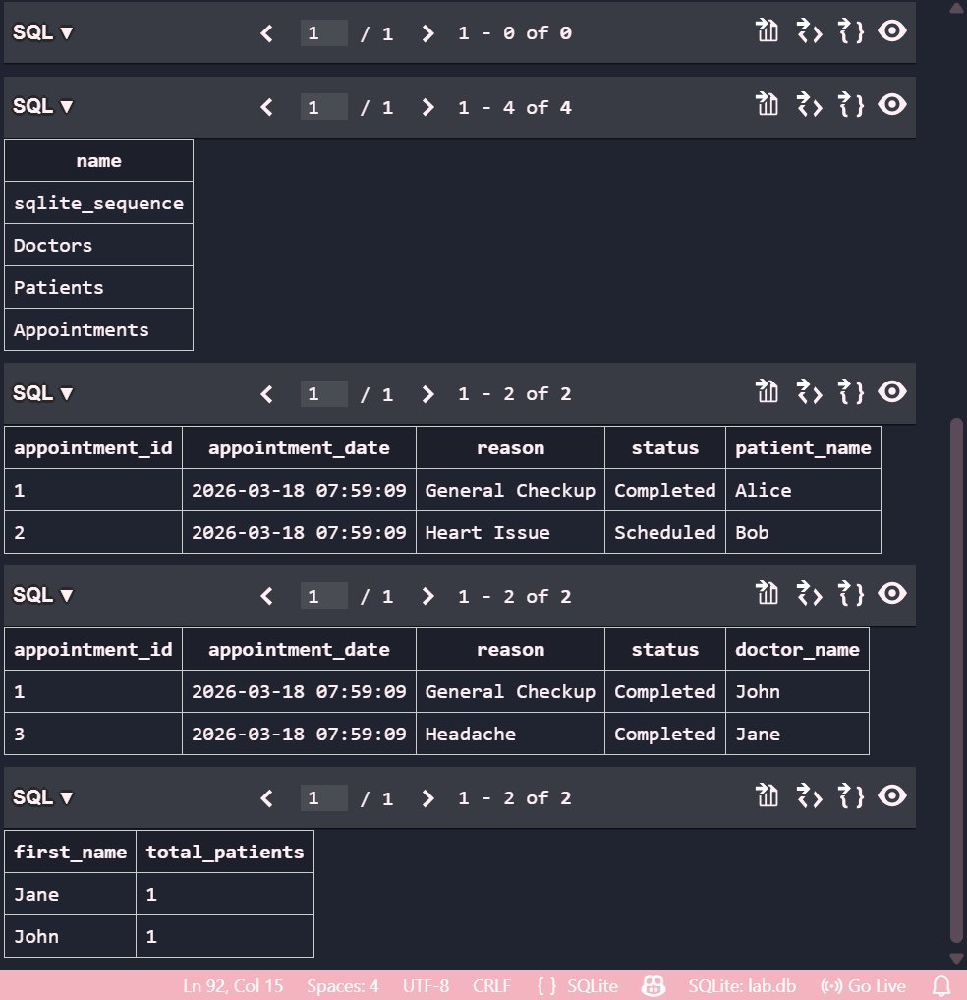 SQL ▼ 1 / 1 1 - 0 of 0
SQL ▼ 1 / 1 1 - 4 of 4
name
sqlite_sequence
Doctors
Patients
Appointments
SQL ▼ 1 / 1 1 - 2 of 2
appointment_id appointment_date reason status patient_name
1 2026-03-18 07:59:09 General Checkup Completed Alice
2 2026-03-18 07:59:09 Heart Issue Scheduled Bob
SQL ▼ 1 / 1 1 - 2 of 2
appointment_id appointment_date reason status doctor_name
1 2026-03-18 07:59:09 General Checkup Completed John
3 2026-03-18 07:59:09 Headache Completed Jane
SQL ▼ 1 / 1 1 - 2 of 2
first_name total_patients
Jane 1
John 1
Ln 92, Col 15 Spaces: 4 UTF-8 CRLF { } SQLite SQLite: lab.db Go Live